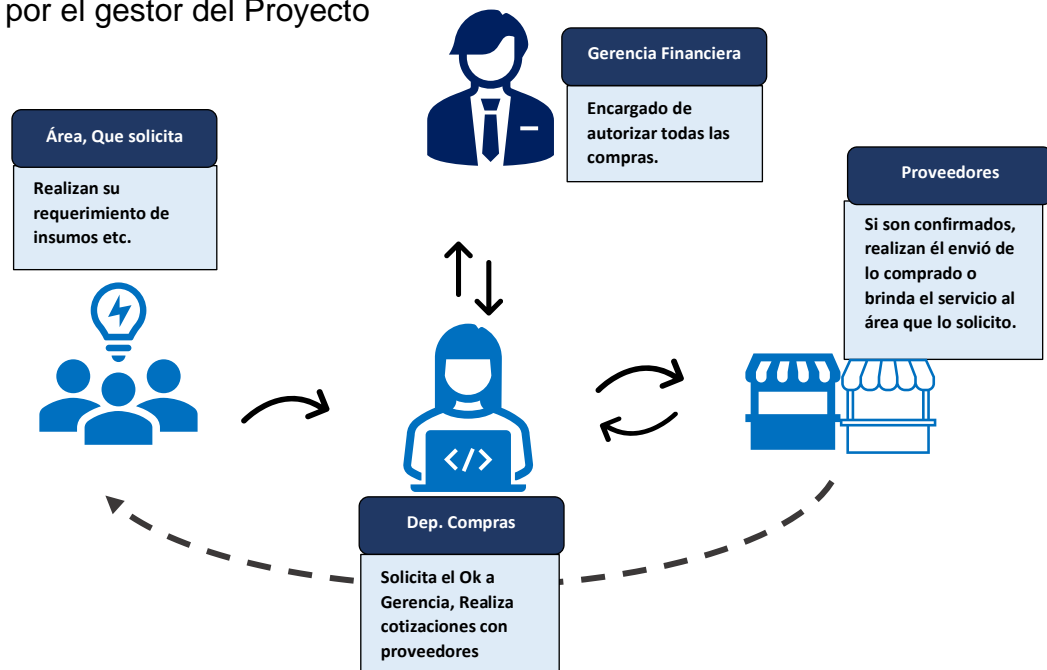 por el gestor del Proyecto
Gerencia Financiera
Encargado de
autorizar todas las
compras.
Área, Que solicita
Realizan su
requerimiento de
insumos etc.
Proveedores
Si son confirmados,
realizan él envió de
lo comprado o
brinda el servicio al
área que lo solicito.
</>
Dep. Compras
Solicita el Ok a
Gerencia, Realiza
cotizaciones con
proveedores